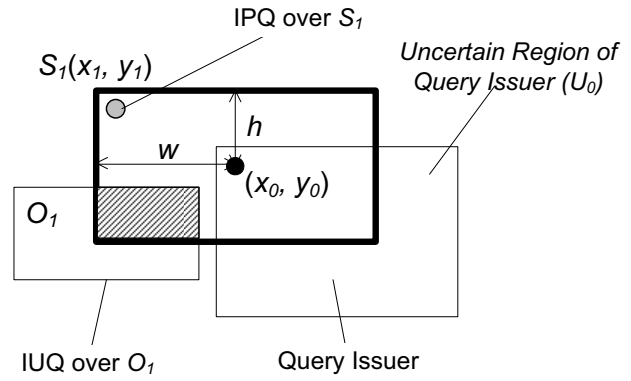 IPQ over S1
S1(x1, y1)
Uncertain Region of
Query Issuer (U0)
h
w
(x0, y0)
O1
IUQ over O1
Query Issuer